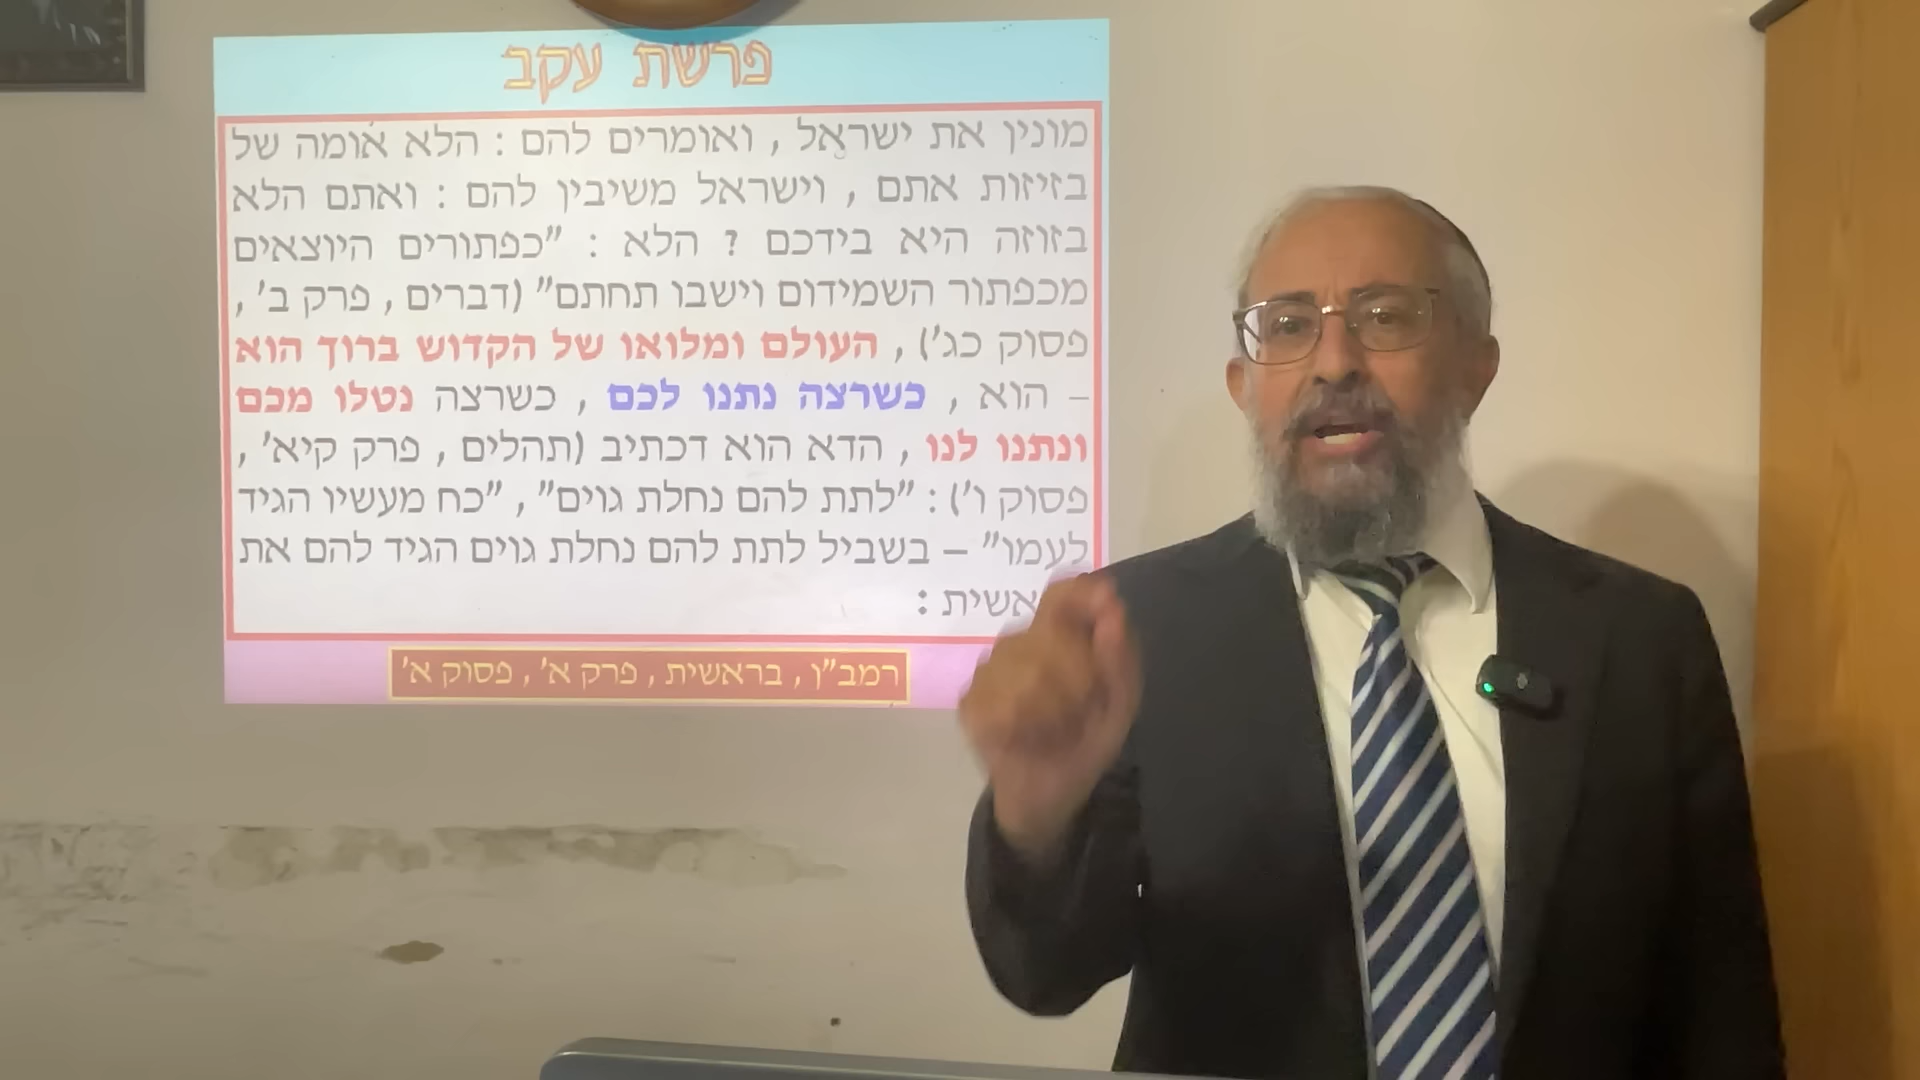 פרשת עקב
מונין את ישראל , ואומרים להם : הלא אומה של
בזיזות אתם , וישראל משיבין להם : ואתם הלא
בזוזה היא בידכם ? הלא : "כפתורים היוצאים
מכפתור השמידום וישבו תחתם" (דברים , פרק ב' ,
פסוק כג') , העולם ומלואו של הקדוש ברוך הוא
– הוא , כשרצה נתנו לכם , כשרצה נטלו מכם
ונתנו לנו , הדא הוא דכתיב (תהלים , פרק קיא' ,
פסוק ו') : "לתת להם נחלת גוים" , "כח מעשיו הגיד
לעמו" – בשביל לתת להם נחלת גוים הגיד להם את
:
רמב"ן , בראשית , פרק א' , פסוק א'